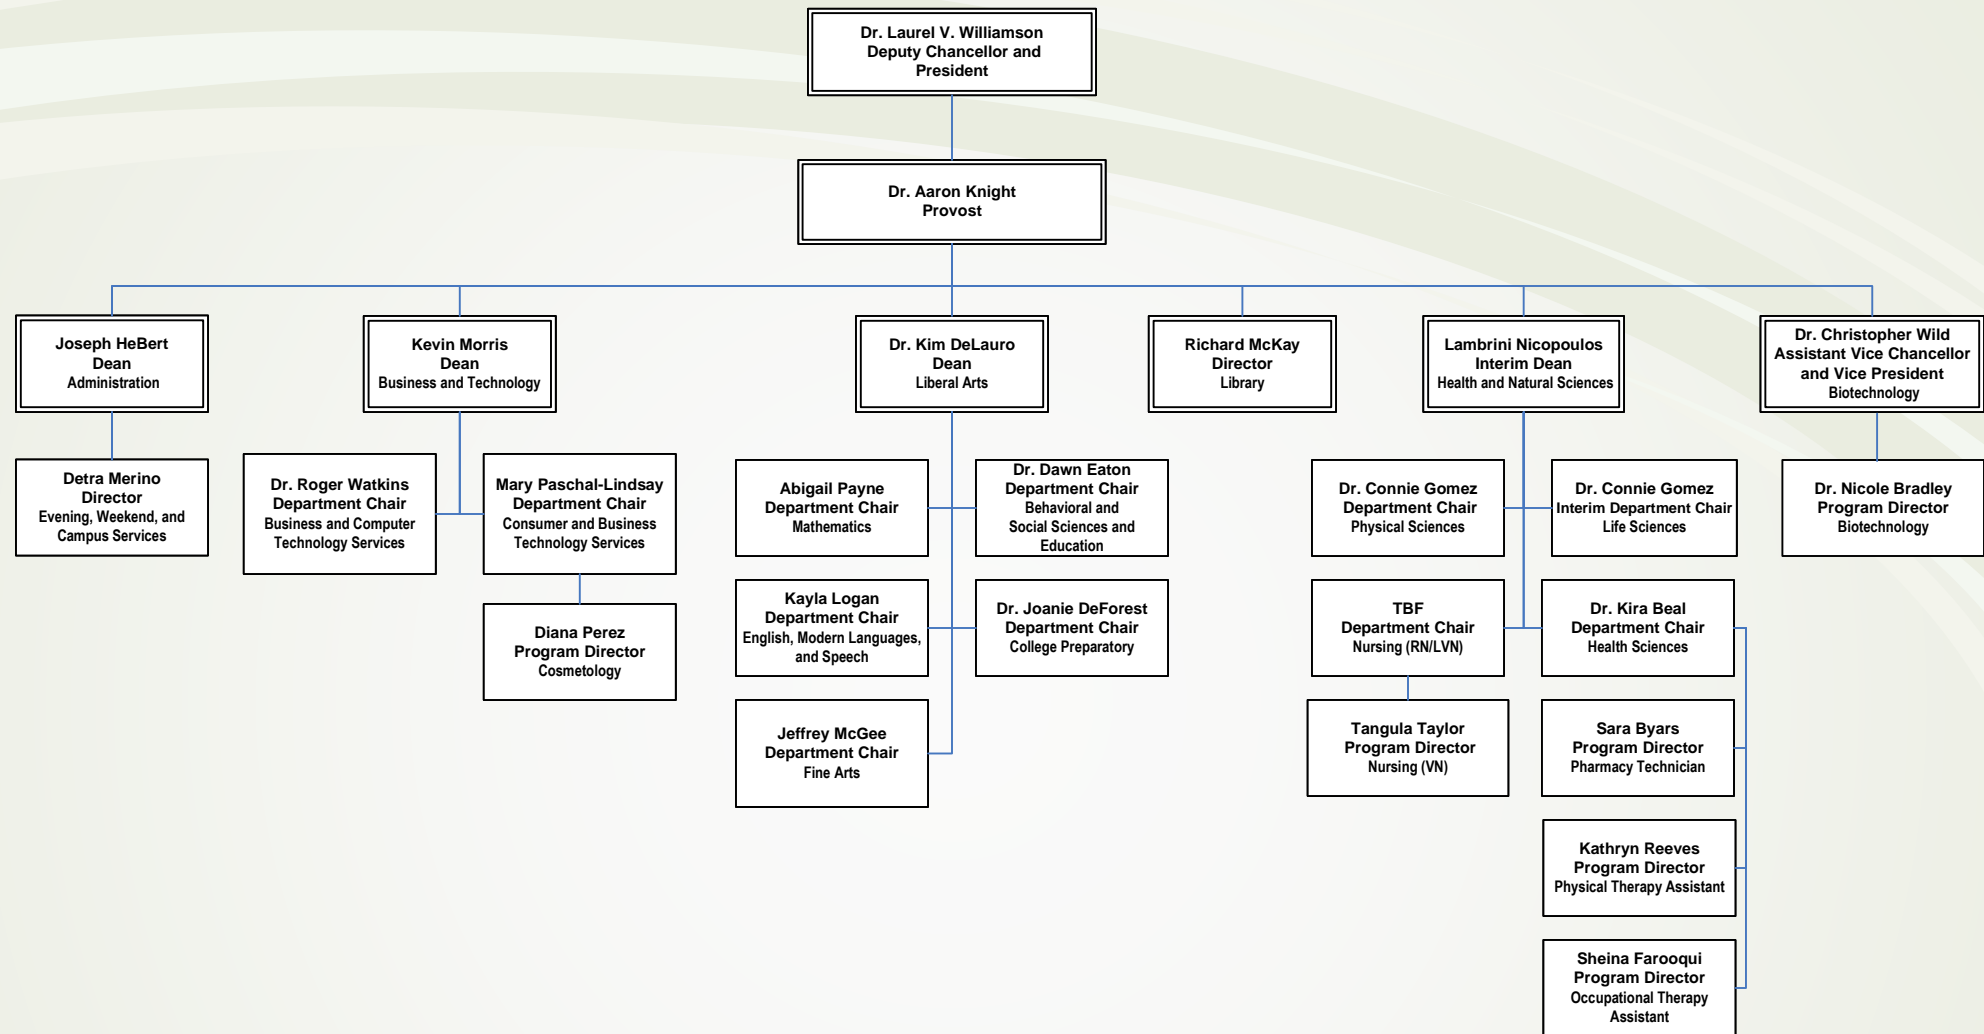 Dr. Laurel V. Williamson
Deputy Chancellor and
President
Dr. Aaron Knight
Provost
Joseph HeBert
Dean
Administration
Kevin Morris
Dean
Business and Technology
Dr. Kim DeLauro
Dean
Liberal Arts
Richard McKay
Director
Library
Lambrini Nicopoulos
Interim Dean
Health and Natural Sciences
Dr. Christopher Wild
Assistant Vice Chancellor
and Vice President
Biotechnology
Detra Merino
Director
Evening, Weekend, and
Campus Services
Dr. Roger Watkins
Department Chair
Business and Computer
Technology Services
Mary Paschal-Lindsay
Department Chair
Consumer and Business
Technology Services
Diana Perez
Program Director
Cosmetology
Abigail Payne
Department Chair
Mathematics
Dr. Dawn Eaton
Department Chair
Behavioral and
Social Sciences and
Education
Kayla Logan
Department Chair
English, Modern Languages,
and Speech
Dr. Joanie DeForest
Department Chair
College Preparatory
Jeffrey McGee
Department Chair
Fine Arts
Dr. Connie Gomez
Department Chair
Physical Sciences
Dr. Connie Gomez
Interim Department Chair
Life Sciences
TBF
Department Chair
Nursing (RN/LVN)
Dr. Kira Beal
Department Chair
Health Sciences
Tangula Taylor
Program Director
Nursing (VN)
Sara Byars
Program Director
Pharmacy Technician
Kathryn Reeves
Program Director
Physical Therapy Assistant
Sheina Farooqui
Program Director
Occupational Therapy
Assistant
Dr. Nicole Bradley
Program Director
Biotechnology